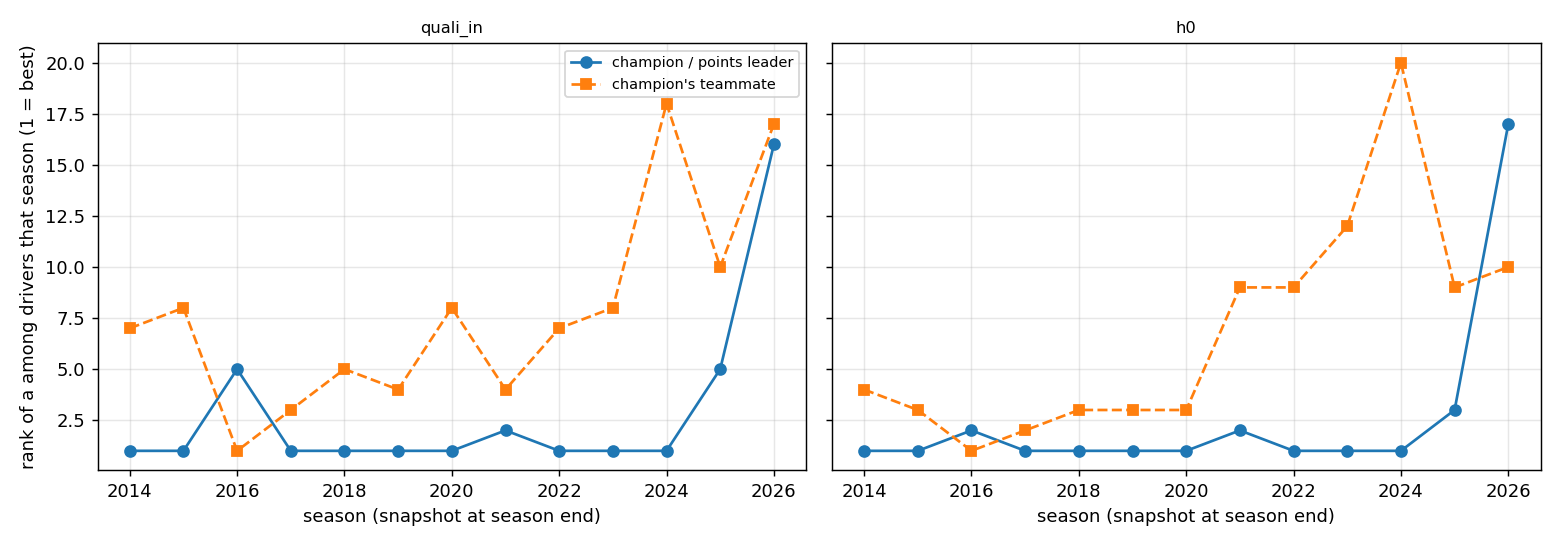 quali_in
h0
rank of a among drivers that season (1 = best)
20.0
17.5
15.0
12.5
10.0
7.5
5.0
2.5
champion / points leader
champion's teammate
2014 2016 2018 2020 2022 2024 2026
2014 2016 2018 2020 2022 2024 2026
season (snapshot at season end)
season (snapshot at season end)